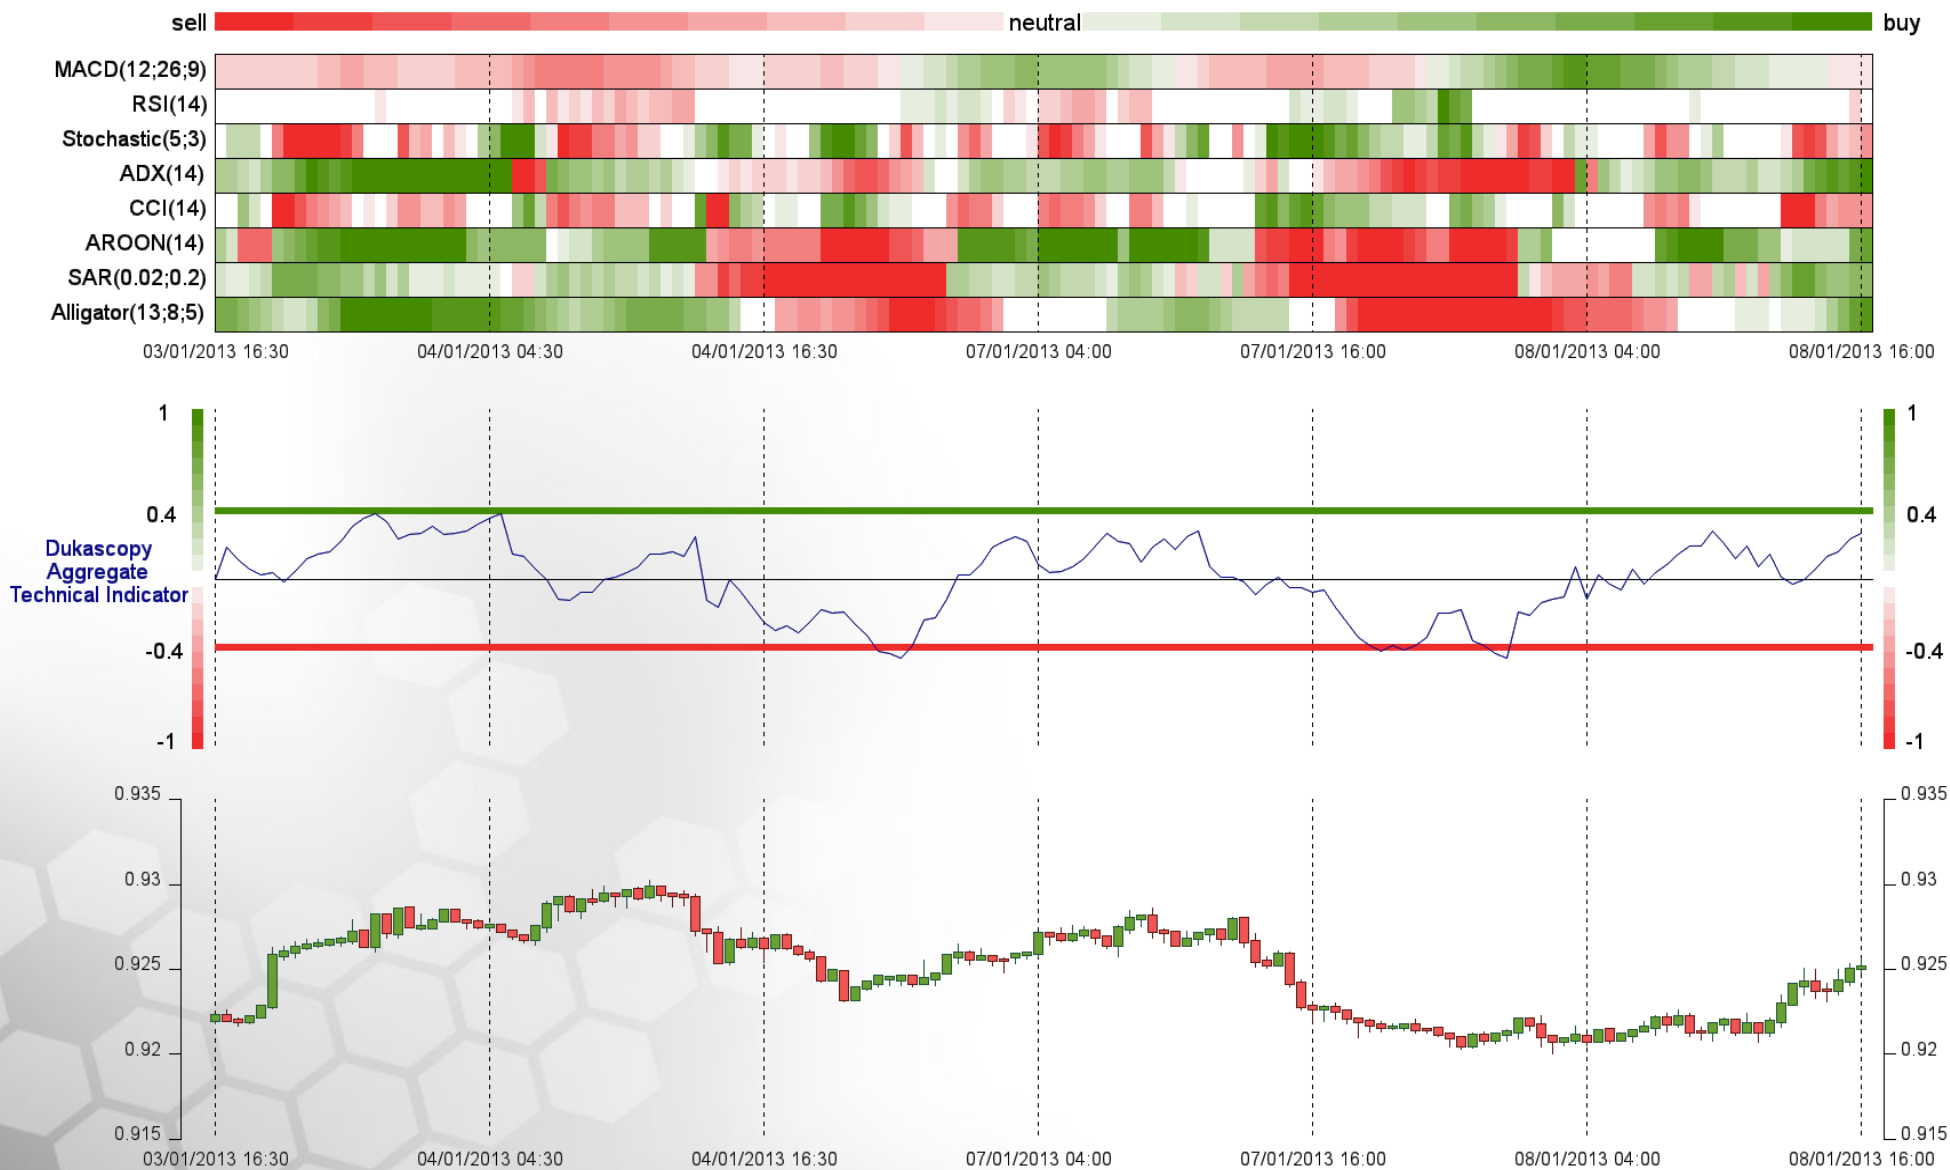 sell neutral buy
MACD(12;26;9)
RSI(14)
Stochastic(5;3)
ADX(14)
CCI(14)
AROON(14)
SAR(0.02;0.2)
Alligator(13;8;5)
03/01/2013 16:30 04/01/2013 04:30 04/01/2013 16:30 07/01/2013 04:00 07/01/2013 16:00 08/01/2013 04:00 08/01/2013 16:00
1 1
0.4 0.4
Dukascopy
Aggregate
Technical Indicator
-0.4 -0.4
-1 -1
0.935 0.935
0.93 0.93
0.925 0.925
0.92 0.92
0.915 0.915
03/01/2013 16:30 04/01/2013 04:30 04/01/2013 16:30 07/01/2013 04:00 07/01/2013 16:00 08/01/2013 04:00 08/01/2013 16:00